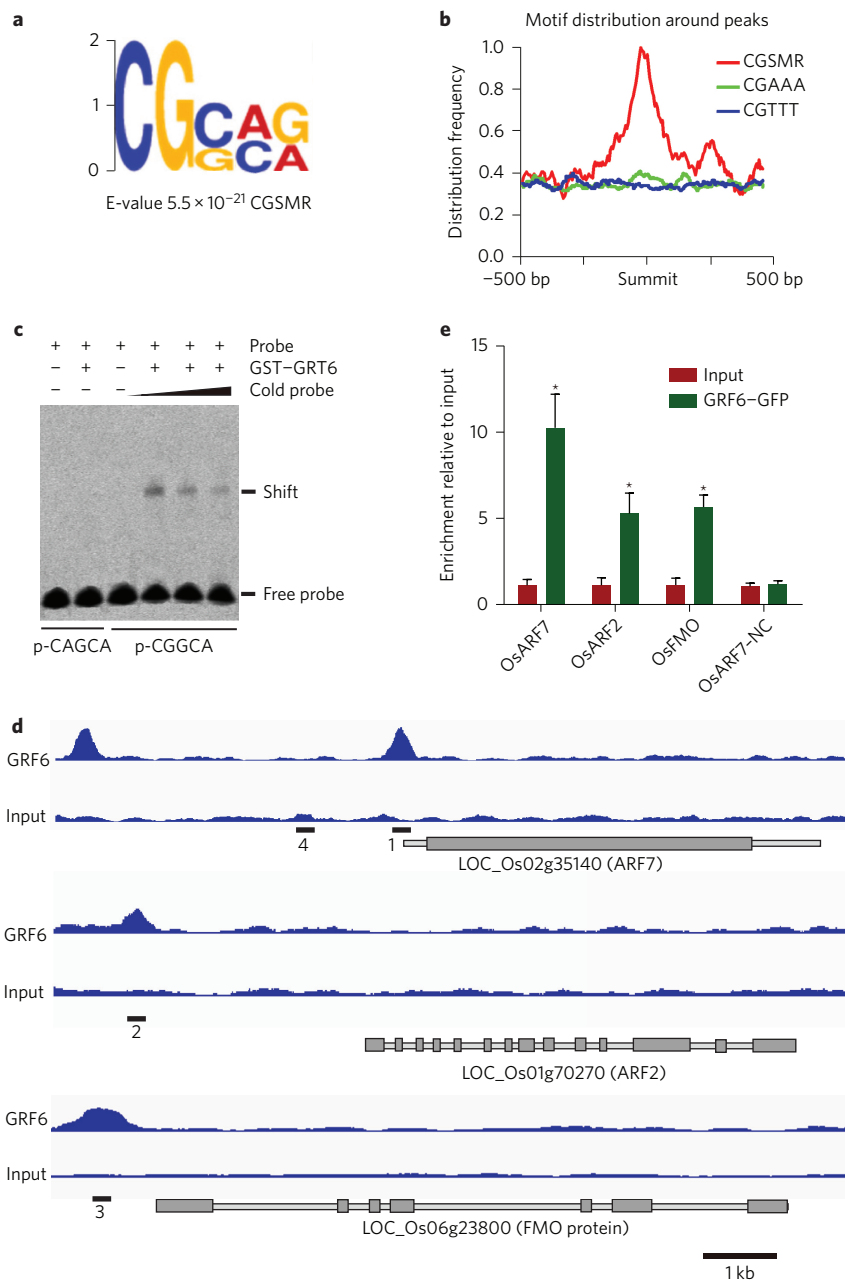 a
2
1
0
CGCAG
GCA
E-value 5.5 × 10⁻²¹ CGSMR
b
Motif distribution around peaks
Distribution frequency
1.0
0.8
0.6
0.4
0.2
0.0
CGSMR
CGAAA
CGTTT
−500 bp
Summit
500 bp
c
+ + + + + + Probe
− + − + + + GST−GRT6
− − − Cold probe
Shift
Free probe
p-CAGCA
p-CGGCA
e
Enrichment relative to input
15
10
5
0
Input
GRF6−GFP
*
*
*
OsARF7
OsARF2
OsFMO
OsARF7-NC
d
GRF6
Input
4
1
LOC_Os02g35140 (ARF7)
GRF6
Input
2
LOC_Os01g70270 (ARF2)
GRF6
Input
3
LOC_Os06g23800 (FMO protein)
1 kb